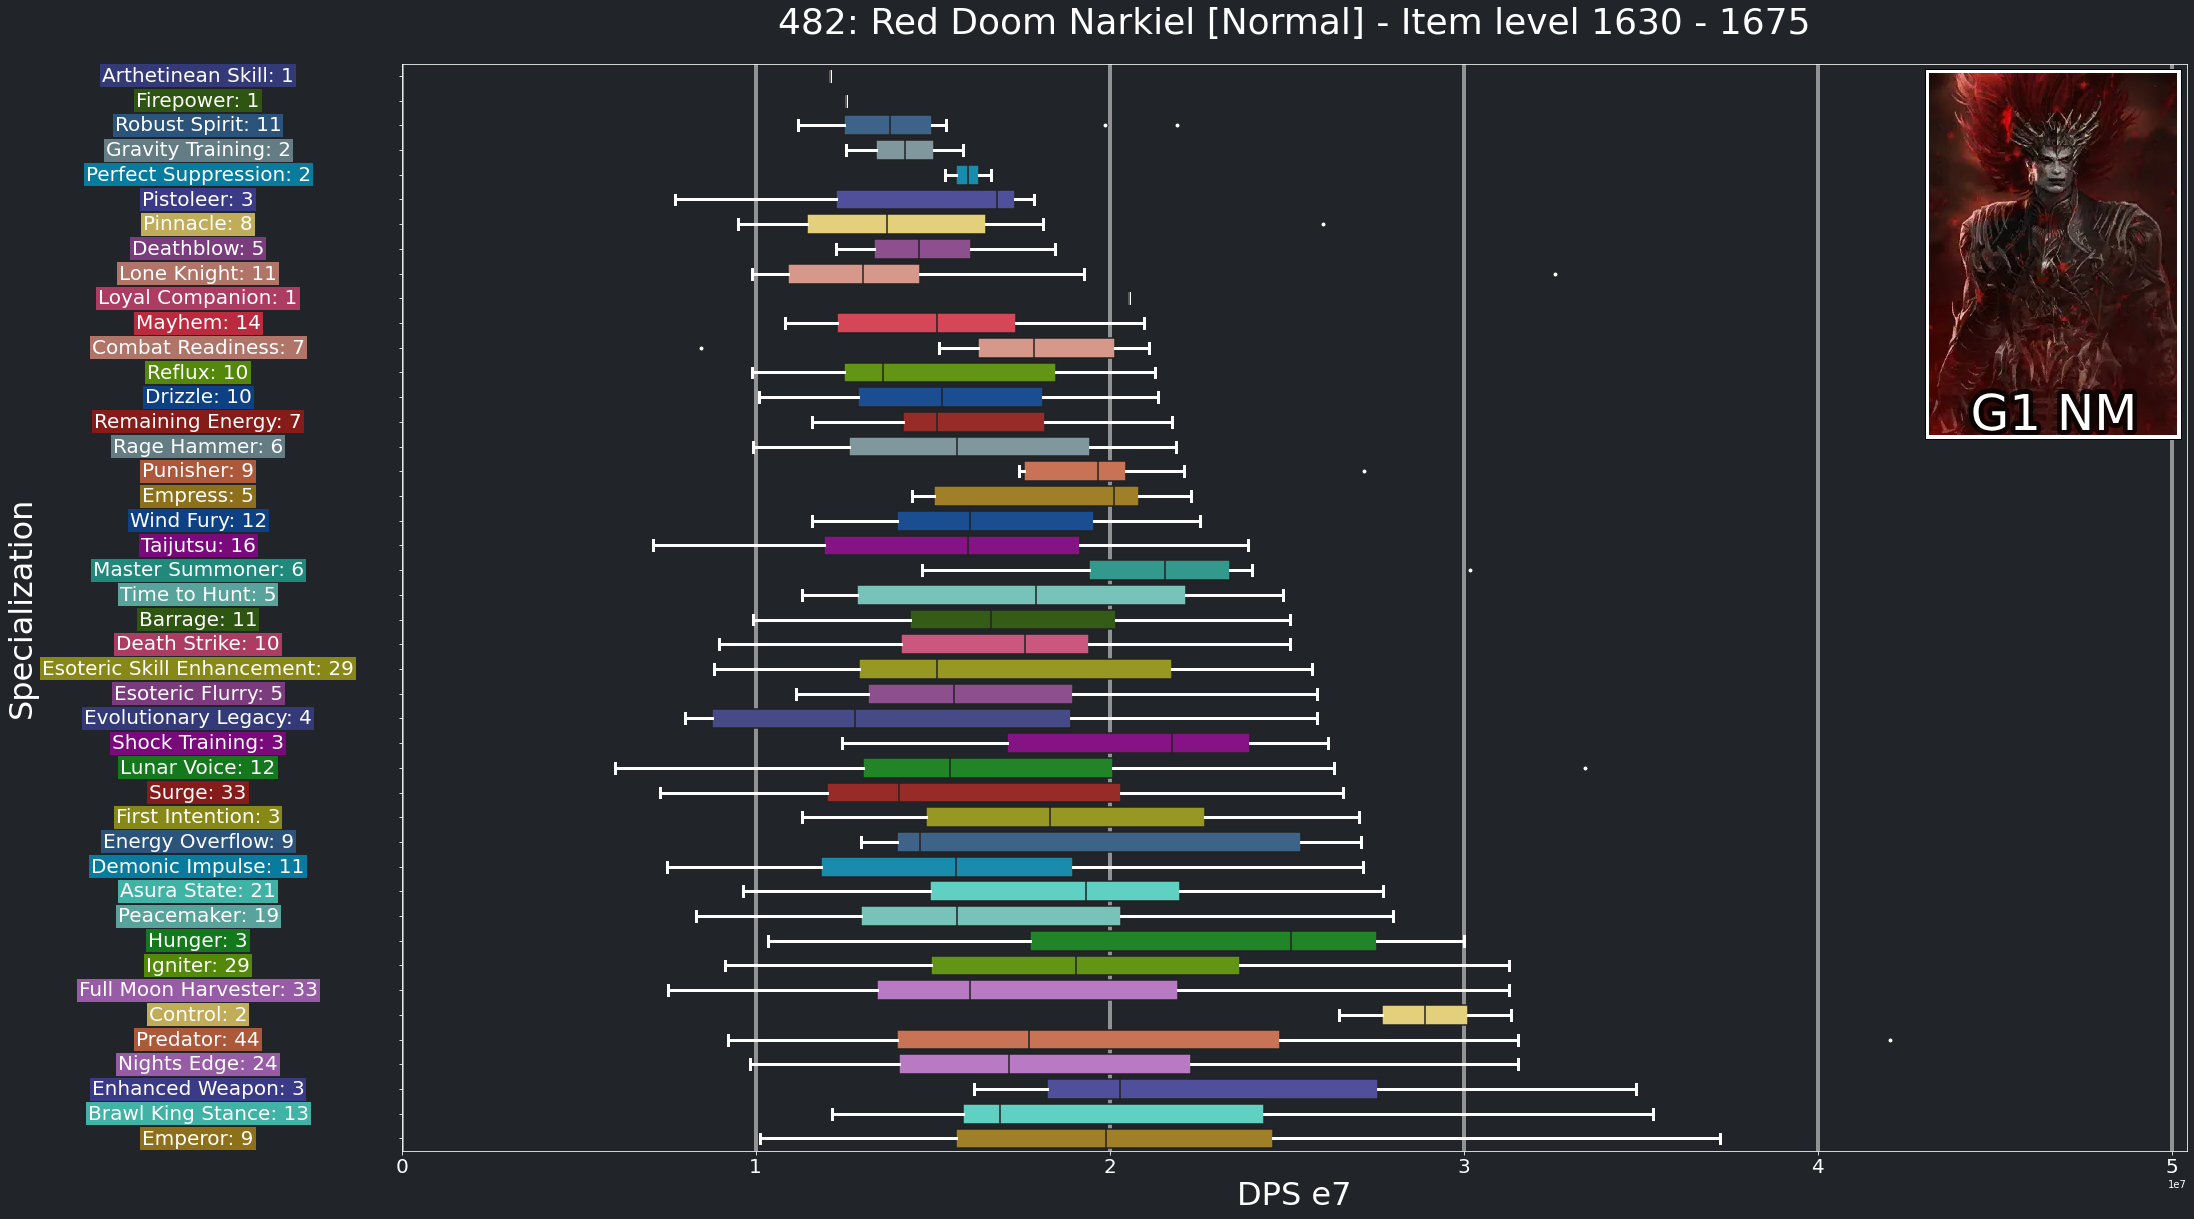 482: Red Doom Narkiel [Normal] - Item level 1630 - 1675
Specialization
Arthetinean Skill: 1
Firepower: 1
Robust Spirit: 11
Gravity Training: 2
Perfect Suppression: 2
Pistoleer: 3
Pinnacle: 8
Deathblow: 5
Lone Knight: 11
Loyal Companion: 1
Mayhem: 14
Combat Readiness: 7
Reflux: 10
Drizzle: 10
Remaining Energy: 7
Rage Hammer: 6
Punisher: 9
Empress: 5
Wind Fury: 12
Taijutsu: 16
Master Summoner: 6
Time to Hunt: 5
Barrage: 11
Death Strike: 10
Esoteric Skill Enhancement: 29
Esoteric Flurry: 5
Evolutionary Legacy: 4
Shock Training: 3
Lunar Voice: 12
Surge: 33
First Intention: 3
Energy Overflow: 9
Demonic Impulse: 11
Asura State: 21
Peacemaker: 19
Hunger: 3
Igniter: 29
Full Moon Harvester: 33
Control: 2
Predator: 44
Nights Edge: 24
Enhanced Weapon: 3
Brawl King Stance: 13
Emperor: 9
G1 NM
0 1 2 3 4 5
1e7
DPS e7